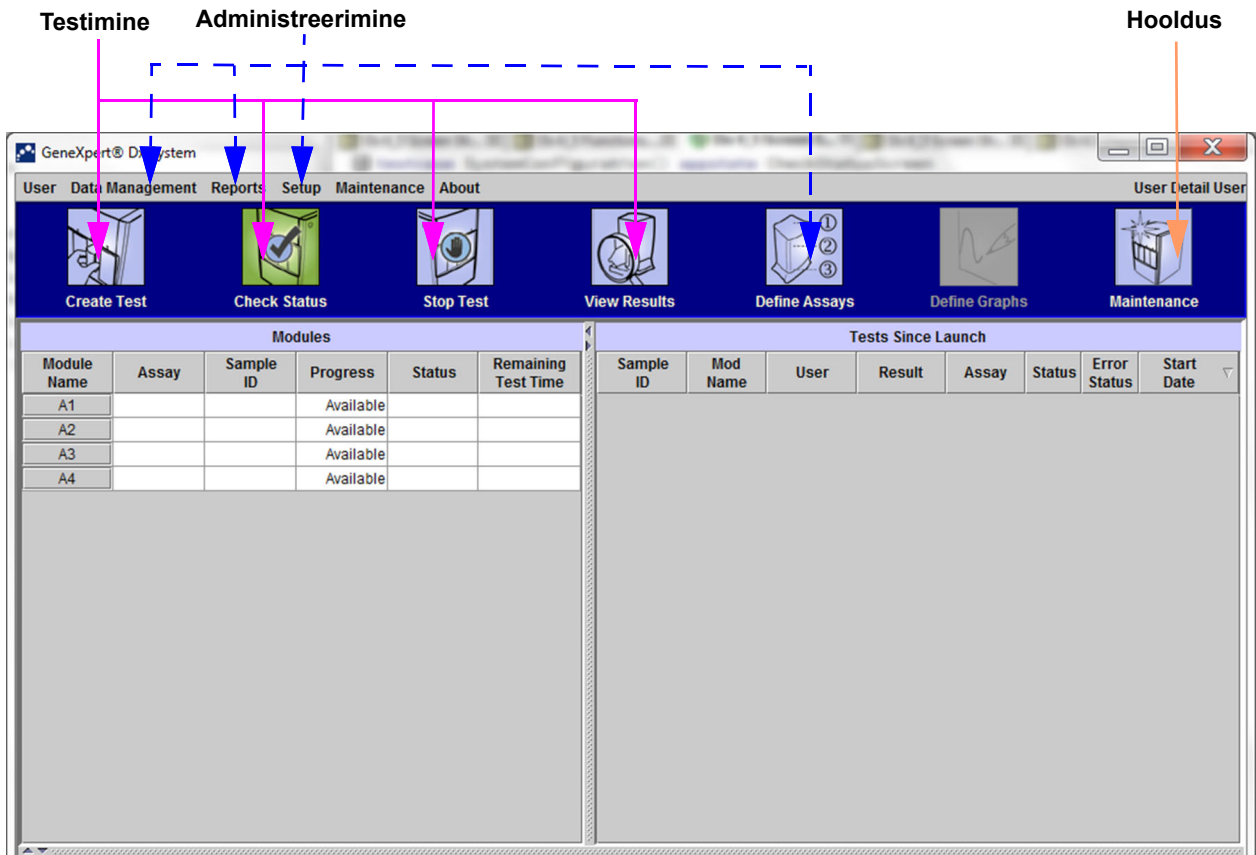 Testimine Administreerimine Hooldus
GeneXpert® Dx System
User Data Management Reports Setup Maintenance About User Detail User
Create Test Check Status Stop Test View Results Define Assays Define Graphs Maintenance
① 
② 
③
Modules Tests Since Launch
Module Name Assay Sample ID Progress Status Remaining Test Time Sample ID Mod Name User Result Assay Status Error Status Start Date
A1 Available
A2 Available
A3 Available
A4 Available